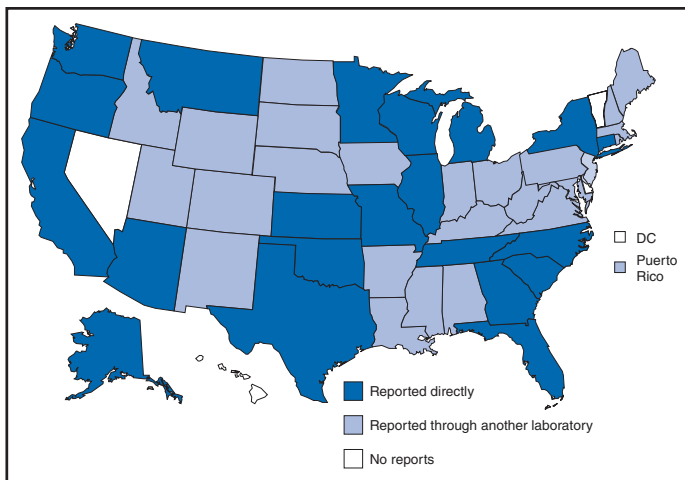 DC
Puerto
Rico
Reported directly
Reported through another laboratory
No reports